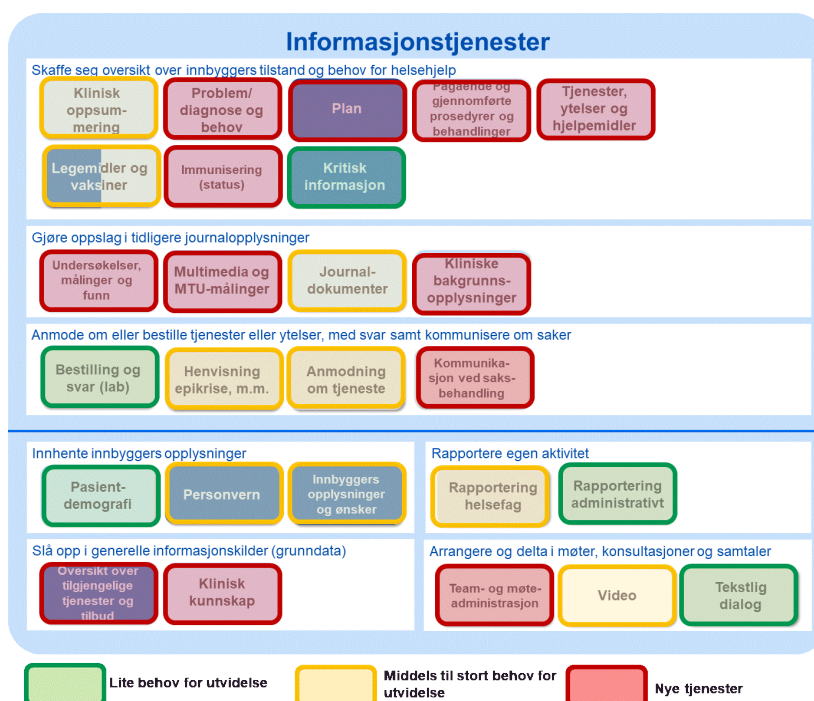 Informasjonstjenester
Skaffe seg oversikt over innbyggers tilstand og behov for helsehjelp
Klinisk
oppsum-
mering
Problem/
diagnose og
behov
Plan
Pågående og
gjennomførte
prosedyrer og
behandlinger
Tjenester,
ytelser og
hjelpemidler
Legemidler og
vaksiner
Immunisering
(status)
Kritisk
informasjon
Gjøre oppslag i tidligere journalopplysninger
Undersøkelser,
målinger og
funn
Multimedia og
MTU-målinger
Journal-
dokumenter
Kliniske
bakgrunns-
opplysninger
Anmode om eller bestille tjenester eller ytelser, med svar samt kommunisere om saker
Bestilling og
svar (lab)
Henvisning
epikrise, m.m.
Anmodning
om tjeneste
Kommunika-
sjon ved saks-
behandling
Innhente innbyggers opplysninger
Pasient-
demografi
Personvern
Innbyggers
opplysninger
og ønsker
Rapportere egen aktivitet
Rapportering
helsefag
Rapportering
administrativt
Slå opp i generelle informasjonskilder (grunndata)
Oversikt over
tilgjengelige
tjenester og
tilbud
Klinisk
kunnskap
Arrangere og delta i møter, konsultasjoner og samtaler
Team- og møte-
administrasjon
Video
Tekstlig
dialog
Lite behov for utvidelse
Middels til stort behov for
utvidelse
Nye tjenester